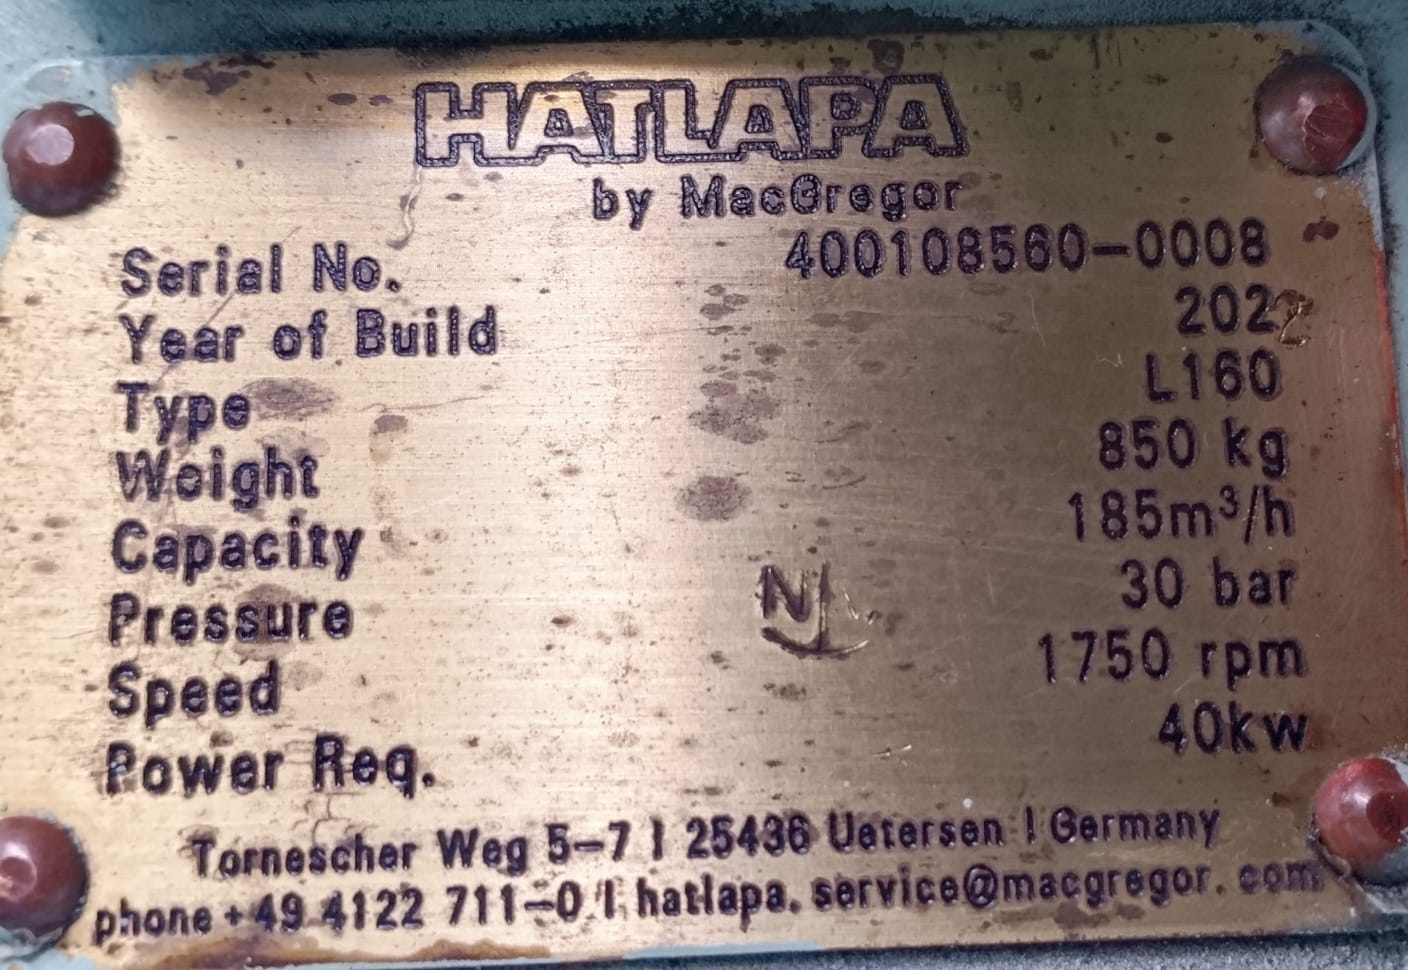 HATLAPA
by MacGregor
Serial No. 400108560-0008
Year of Build 2022
Type L160
Weight 850 kg
Capacity 185m³/h
Pressure 30 bar
Speed 1750 rpm
Power Req. 40kw
Tornescher Weg 5-7 | 25436 Uetersen | Germany
phone +49 4122 711-0 | hatlapa.service@macgregor.com